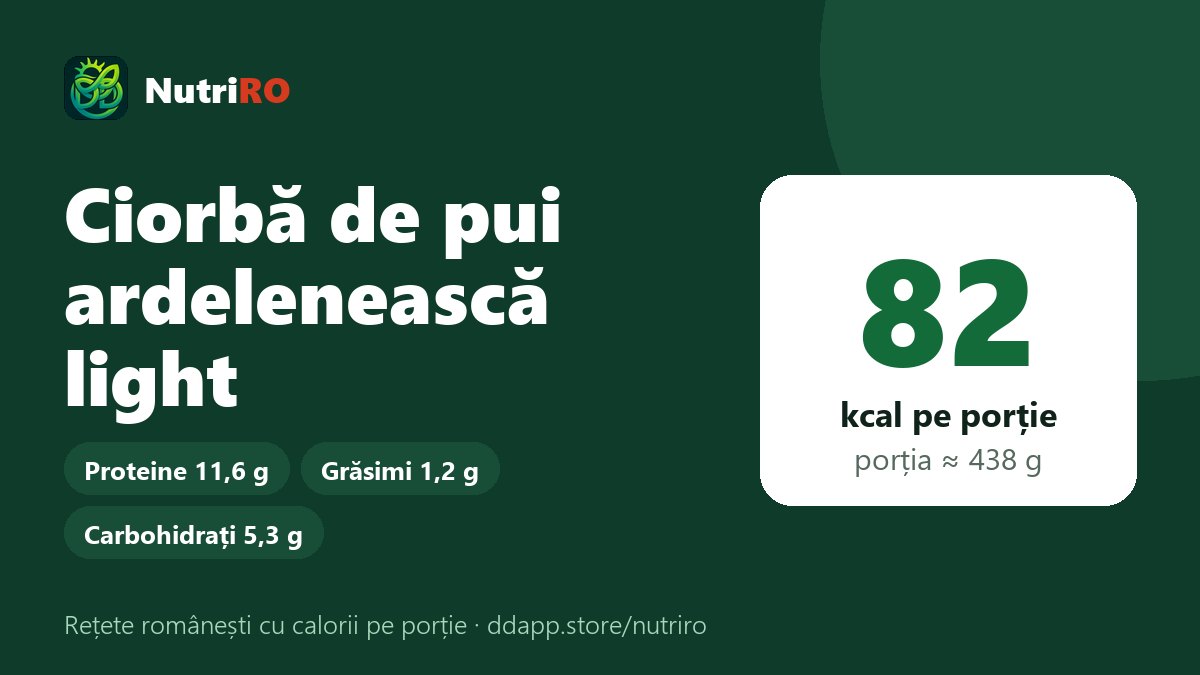 NutriRO
Ciorbă de pui
ardelenească
light
Proteine 11,6 g
Grăsimi 1,2 g
Carbohidrați 5,3 g
82
kcal pe porție
porția ≈ 438 g
Rețete românești cu calorii pe porție · ddapp.store/nutriro